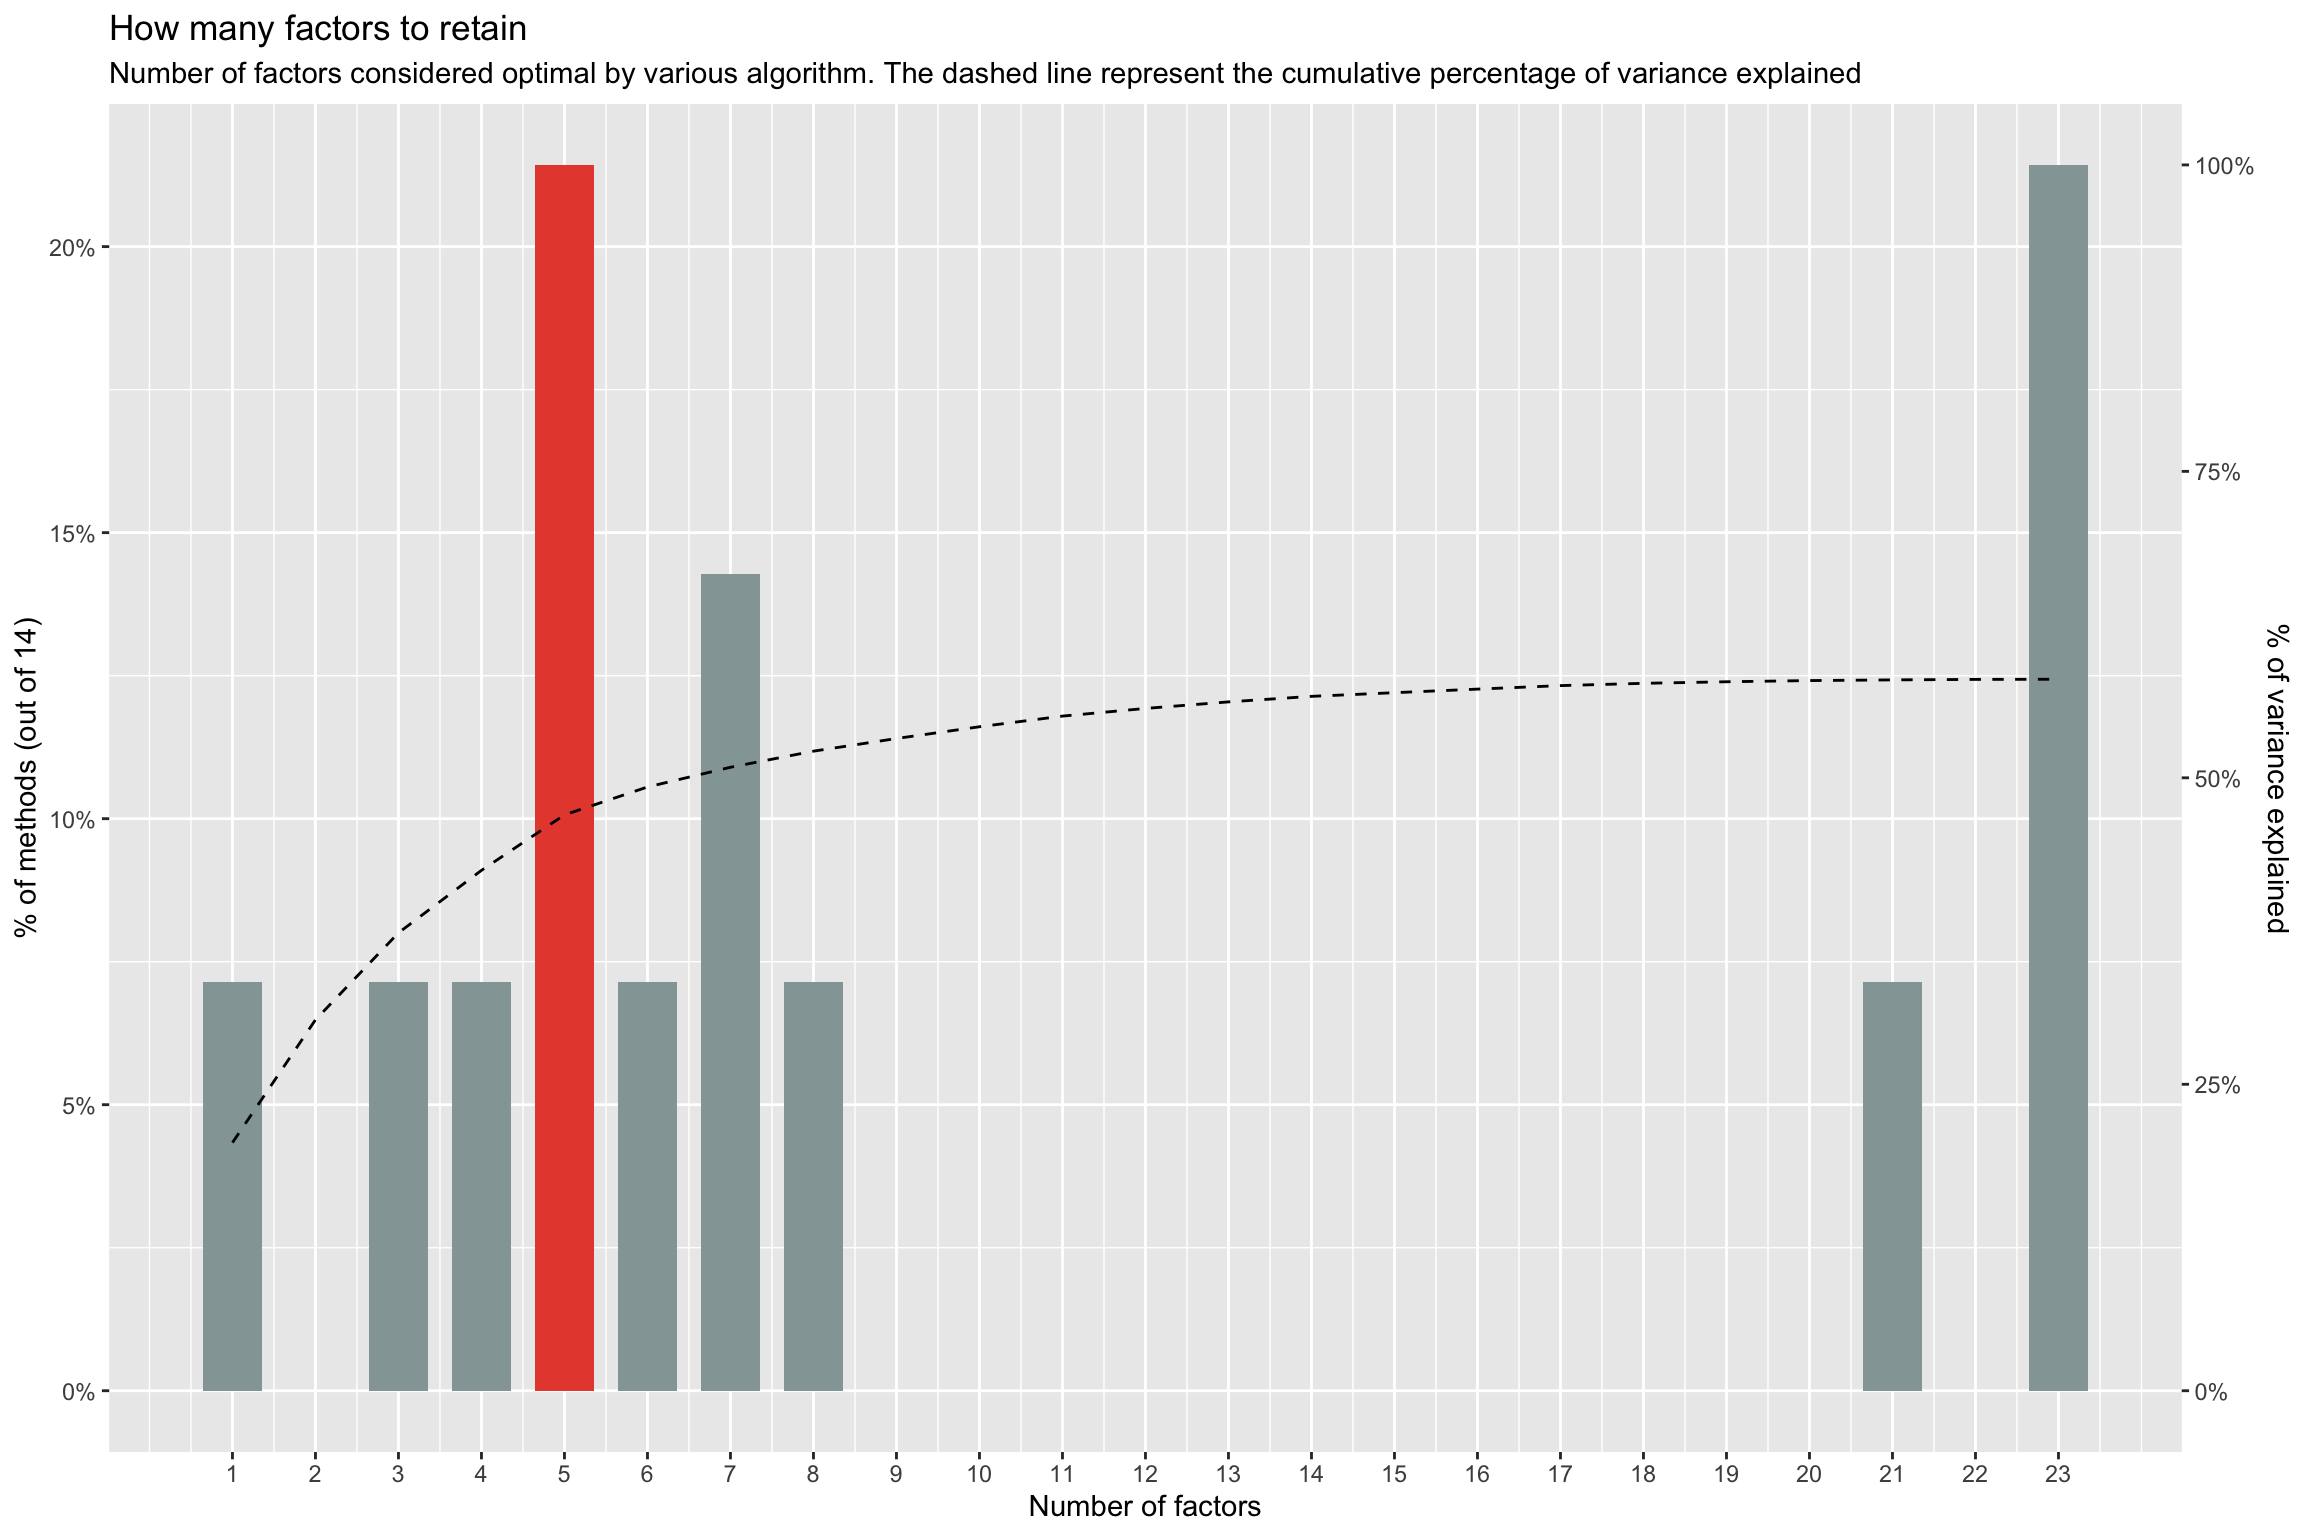 How many factors to retain
Number of factors considered optimal by various algorithm. The dashed line represent the cumulative percentage of variance explained
% of methods (out of 14)
20%
15%
10%
5%
0%
100%
75%
50%
25%
0%
% of variance explained
1 2 3 4 5 6 7 8 9 10 11 12 13 14 15 16 17 18 19 20 21 22 23
Number of factors